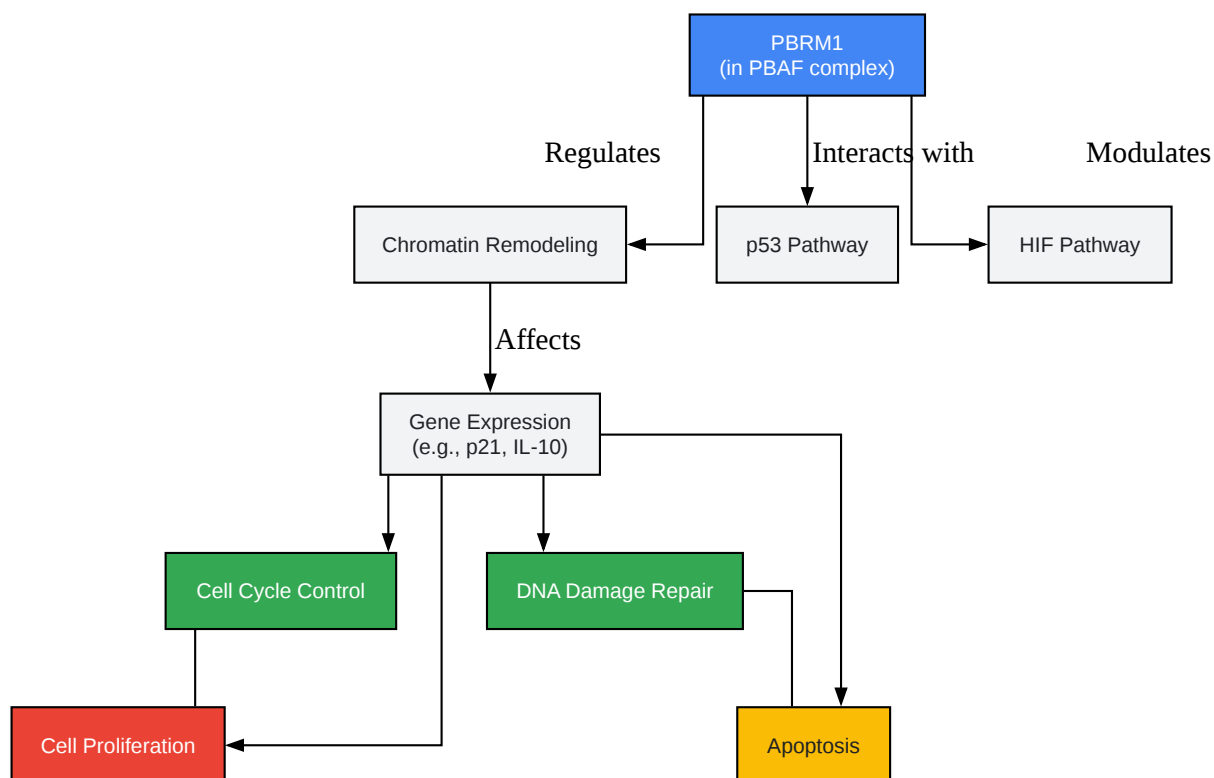 PBRM1
(in PBAF complex)
Regulates
Interacts with
Modulates
Chromatin Remodeling
p53 Pathway
HIF Pathway
Affects
Gene Expression
(e.g., p21, IL-10)
Cell Cycle Control
DNA Damage Repair
Cell Proliferation
Apoptosis